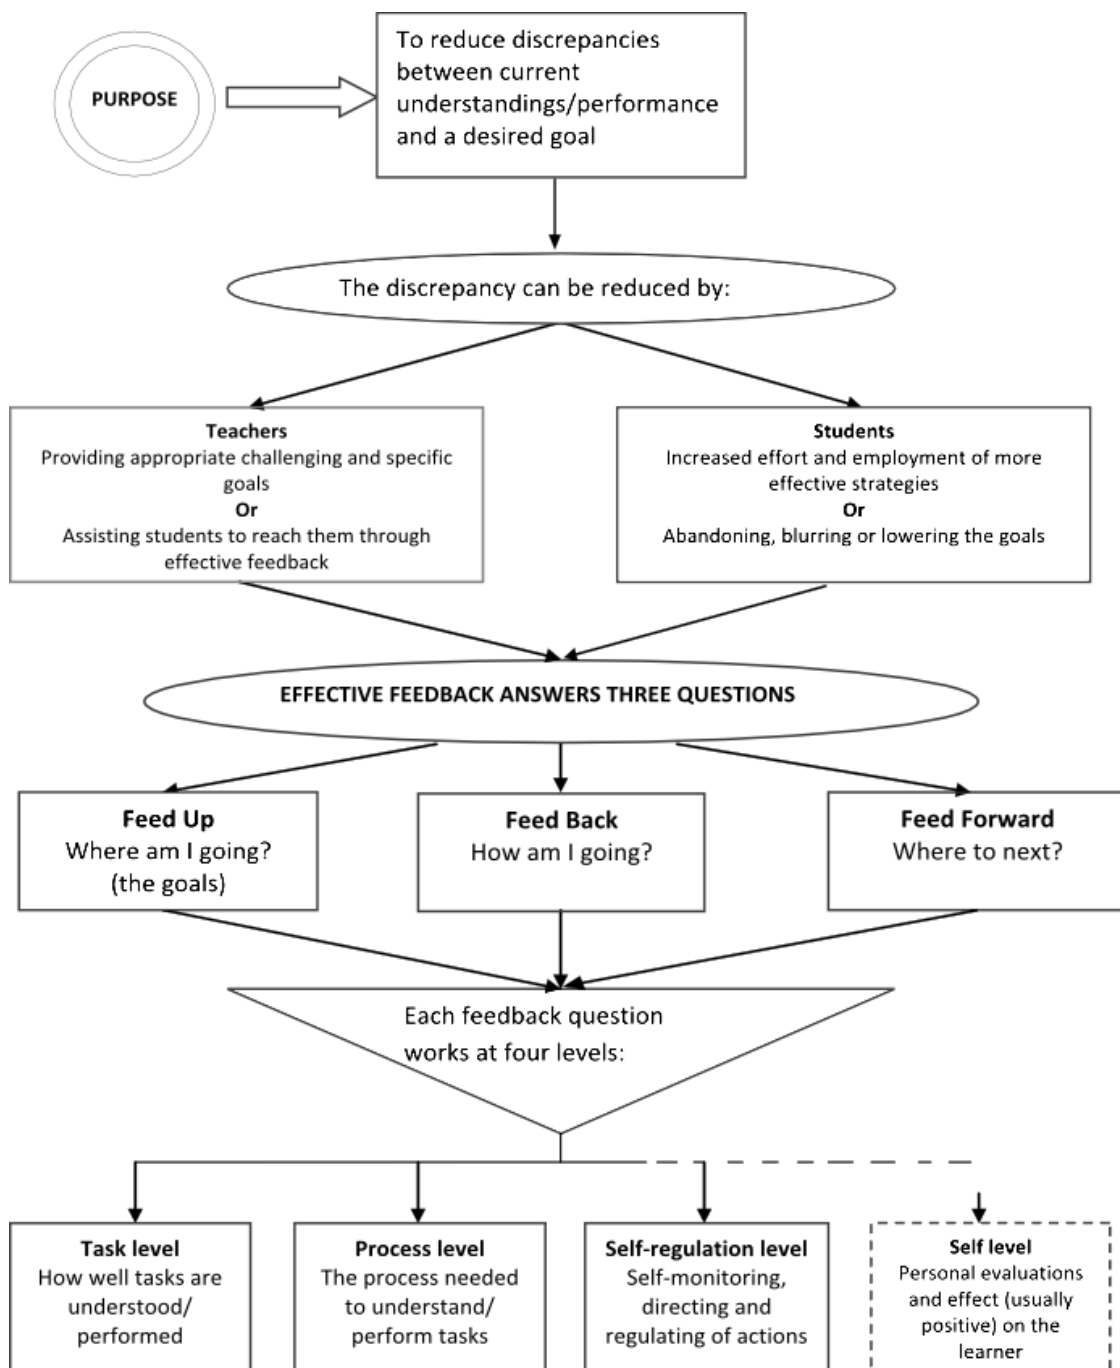 PURPOSE
To reduce discrepancies
between current
understandings/performance
and a desired goal
The discrepancy can be reduced by:
Teachers
Providing appropriate challenging and specific
goals
Or
Assisting students to reach them through
effective feedback
Students
Increased effort and employment of more
effective strategies
Or
Abandoning, blurring or lowering the goals
EFFECTIVE FEEDBACK ANSWERS THREE QUESTIONS
Feed Up
Where am I going?
(the goals)
Feed Back
How am I going?
Feed Forward
Where to next?
Each feedback question
works at four levels:
Task level
How well tasks are
understood/
performed
Process level
The process needed
to understand/
perform tasks
Self-regulation level
Self-monitoring,
directing and
regulating of actions
Self level
Personal evaluations
and effect (usually
positive) on the
learner